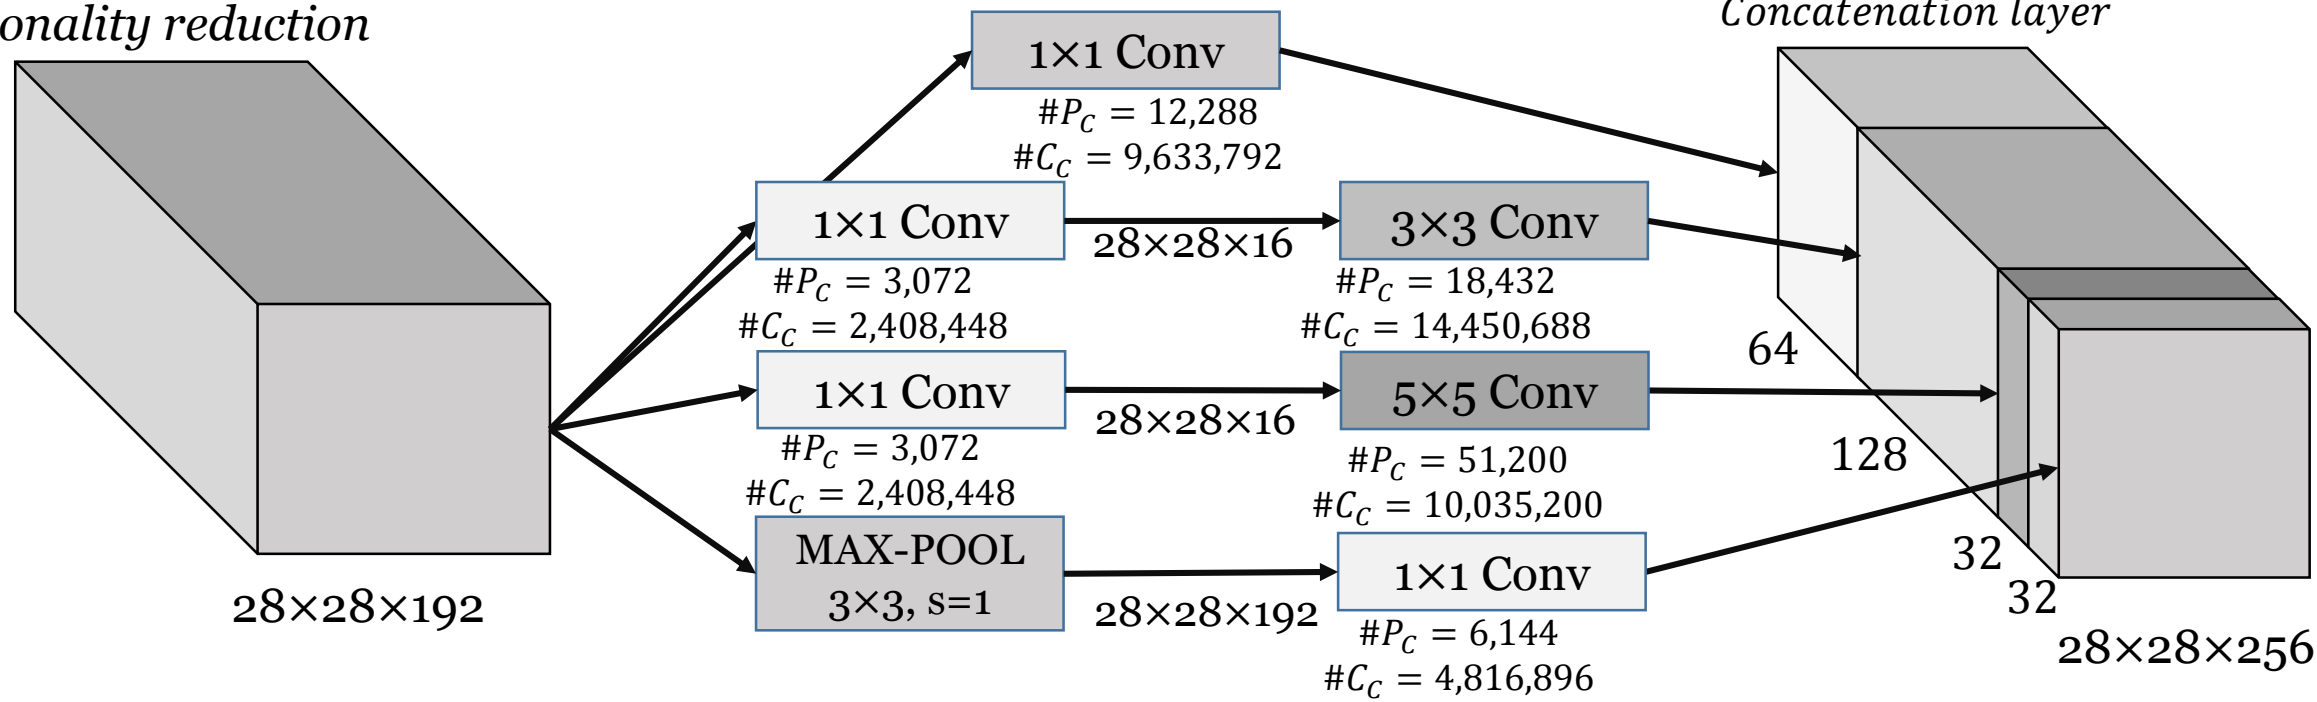 onality reduction
Concatenation layer
1×1 Conv
#P_C = 12,288
#C_C = 9,633,792
1×1 Conv
#P_C = 3,072
#C_C = 2,408,448
28×28×16
3×3 Conv
#P_C = 18,432
#C_C = 14,450,688
1×1 Conv
#P_C = 3,072
#C_C = 2,408,448
28×28×16
5×5 Conv
#P_C = 51,200
#C_C = 10,035,200
MAX-POOL
3×3, s=1
28×28×192
1×1 Conv
#P_C = 6,144
#C_C = 4,816,896
28×28×192
64
128
32
32
28×28×256